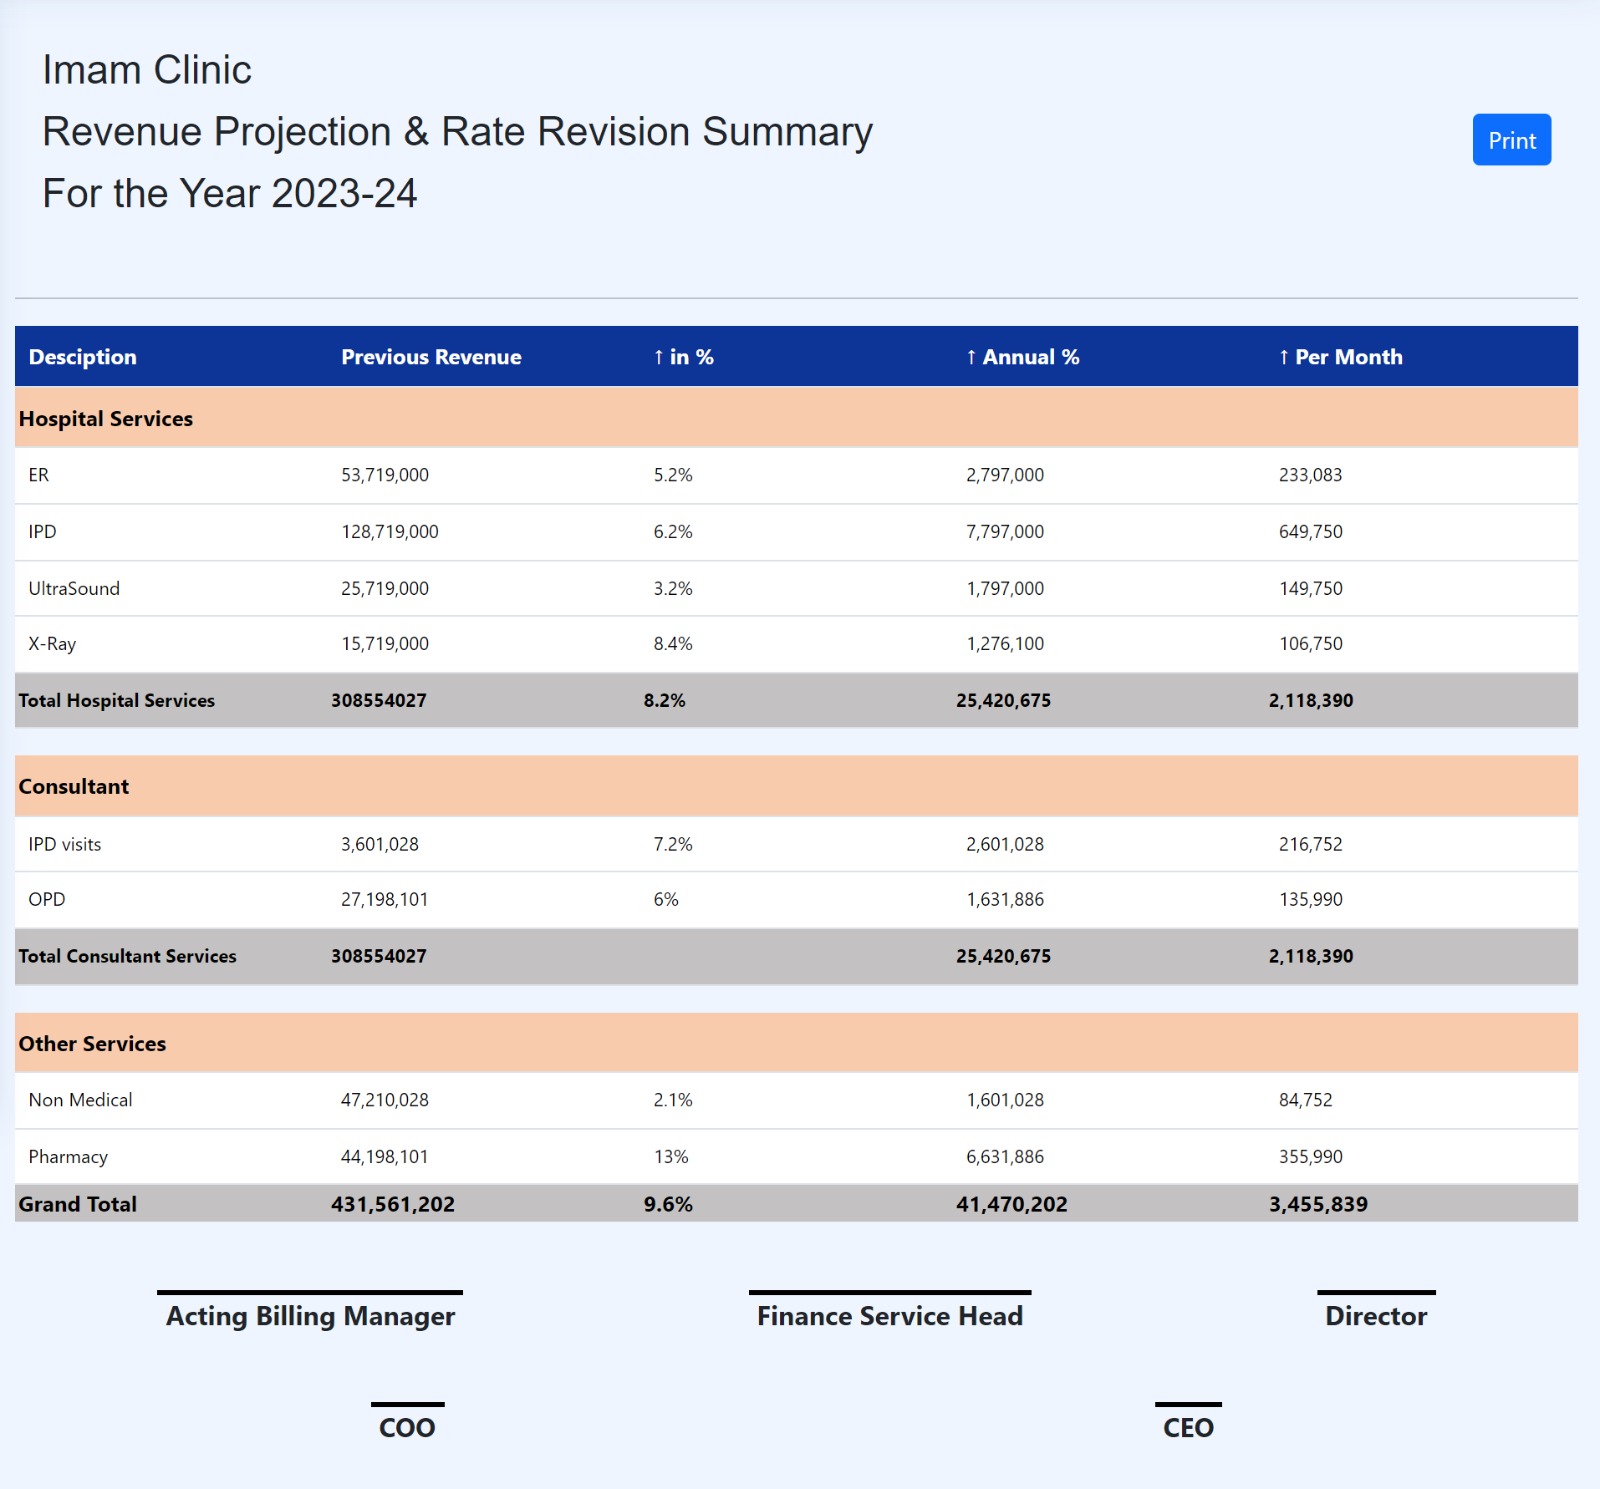 Imam Clinic
Revenue Projection & Rate Revision Summary
Print
For the Year 2023-24
Desciption Previous Revenue ↑ in % ↑ Annual % ↑ Per Month
Hospital Services
ER 53,719,000 5.2% 2,797,000 233,083
IPD 128,719,000 6.2% 7,797,000 649,750
UltraSound 25,719,000 3.2% 1,797,000 149,750
X-Ray 15,719,000 8.4% 1,276,100 106,750
Total Hospital Services 308554027 8.2% 25,420,675 2,118,390
Consultant
IPD visits 3,601,028 7.2% 2,601,028 216,752
OPD 27,198,101 6% 1,631,886 135,990
Total Consultant Services 308554027 25,420,675 2,118,390
Other Services
Non Medical 47,210,028 2.1% 1,601,028 84,752
Pharmacy 44,198,101 13% 6,631,886 355,990
Grand Total 431,561,202 9.6% 41,470,202 3,455,839
Acting Billing Manager Finance Service Head Director
COO CEO